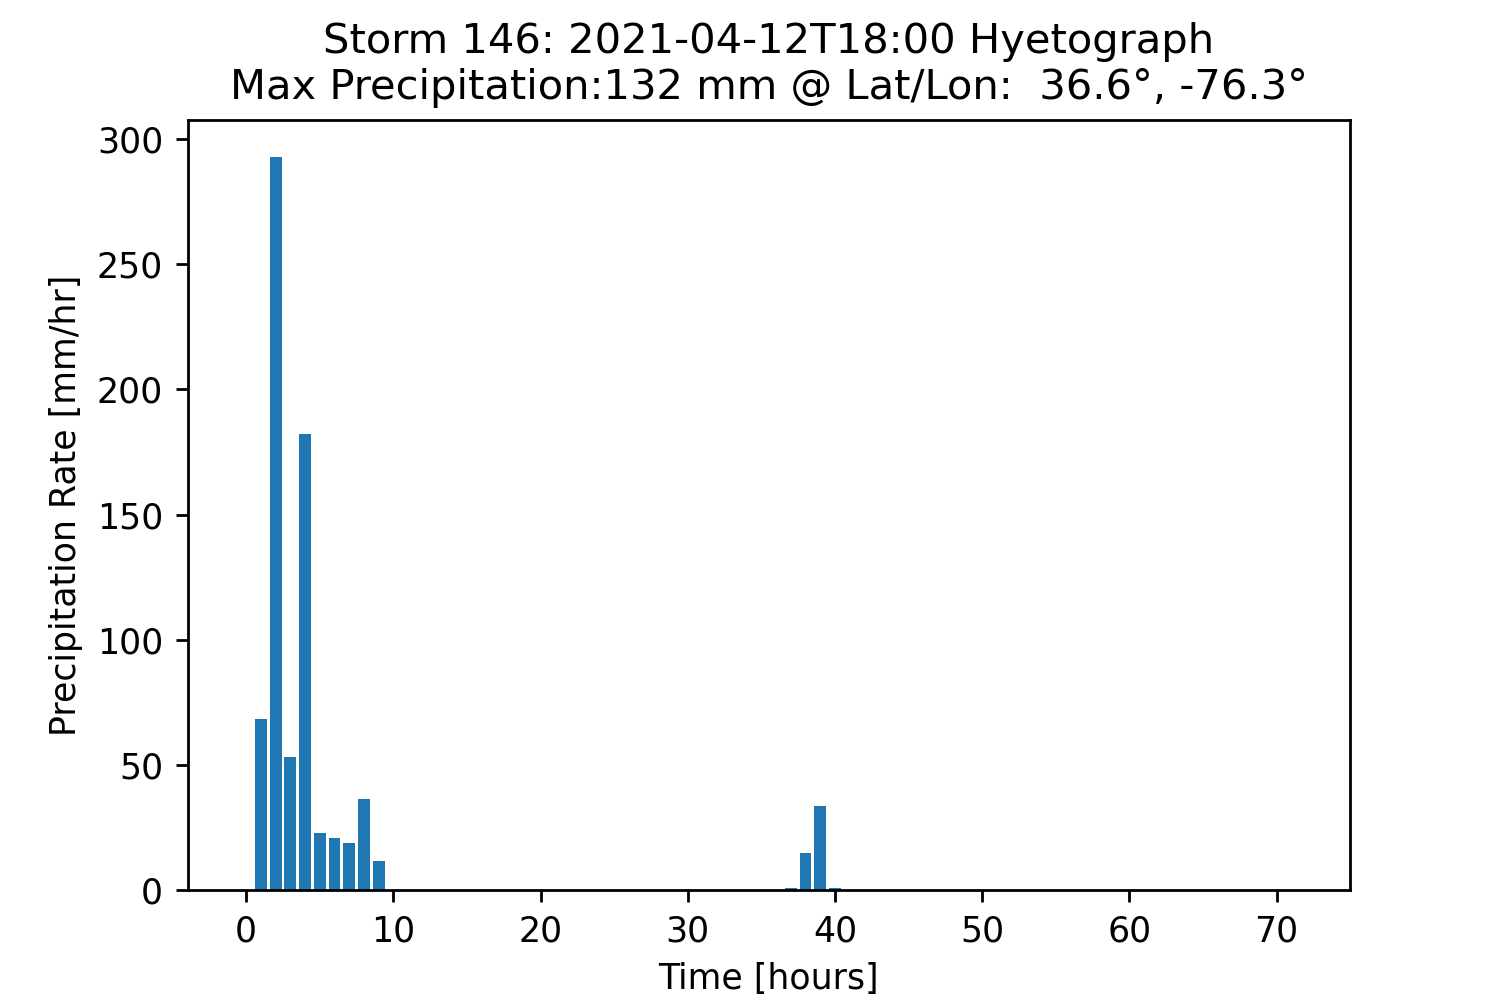 Storm 146: 2021-04-12T18:00 Hyetograph
Max Precipitation:132 mm @ Lat/Lon:  36.6°, -76.3°
Precipitation Rate [mm/hr]
300
250
200
150
100
50
0
0 10 20 30 40 50 60 70
Time [hours]